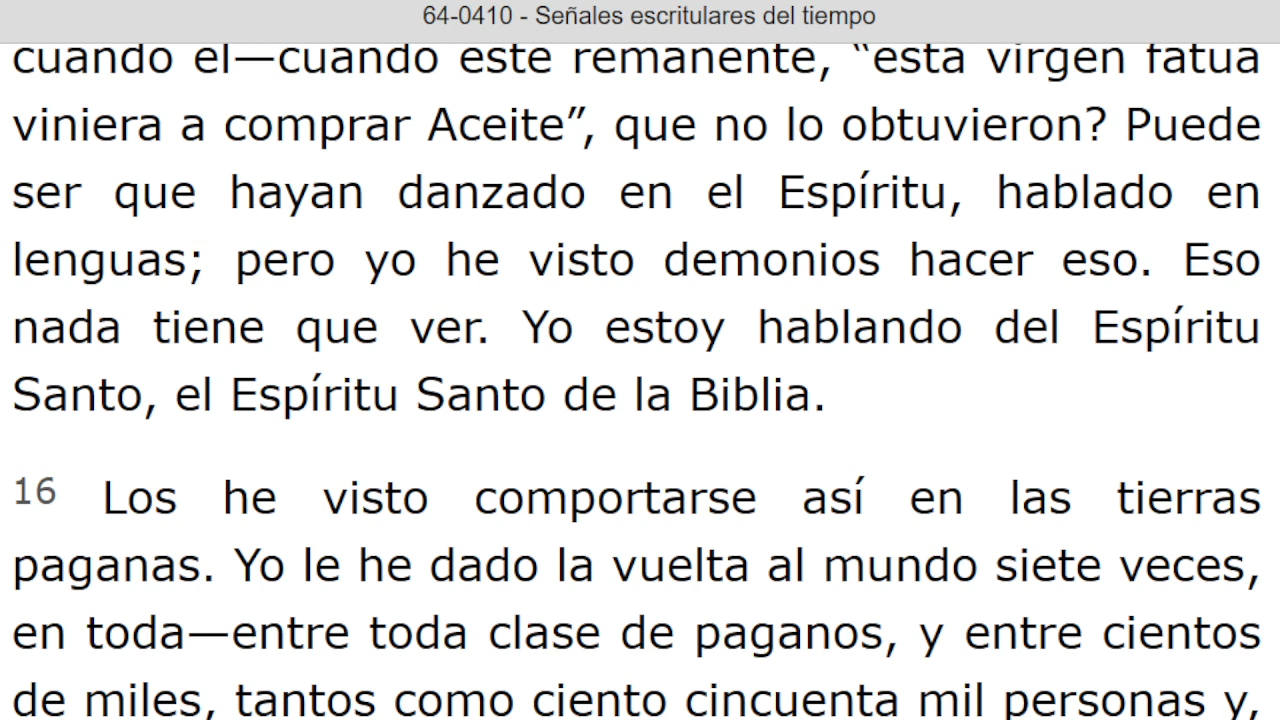 64-0410 - Señales escritulares del tiempo
cuando el—cuando este remanente, “esta virgen fatua
viniera a comprar Aceite”, que no lo obtuvieron? Puede
ser que hayan danzado en el Espíritu, hablado en
lenguas; pero yo he visto demonios hacer eso. Eso
nada tiene que ver. Yo estoy hablando del Espíritu
Santo, el Espíritu Santo de la Biblia.
16 Los he visto comportarse así en las tierras
paganas. Yo le he dado la vuelta al mundo siete veces,
en toda—entre toda clase de paganos, y entre cientos
de miles, tantos como ciento cincuenta mil personas y,